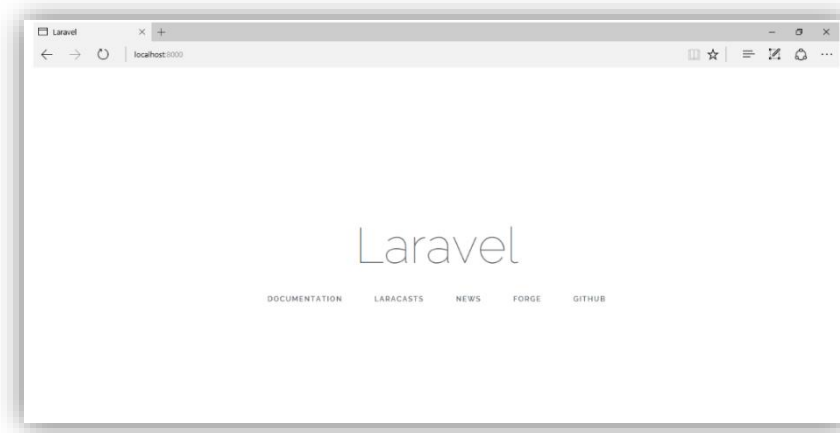 Laravel
localhost:8000
Laravel
DOCUMENTATION LARACASTS NEWS FORGE GITHUB